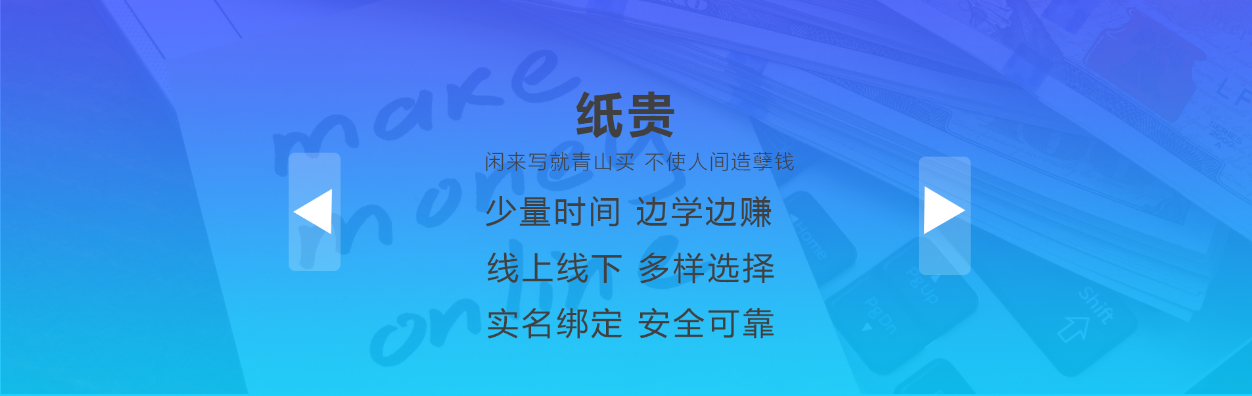 make
money
online
纸贵
闲来写就青山买 不使人间造孽钱
少量时间 边学边赚
线上线下 多样选择
实名绑定 安全可靠
Home
PgUp
PgDn
Shift